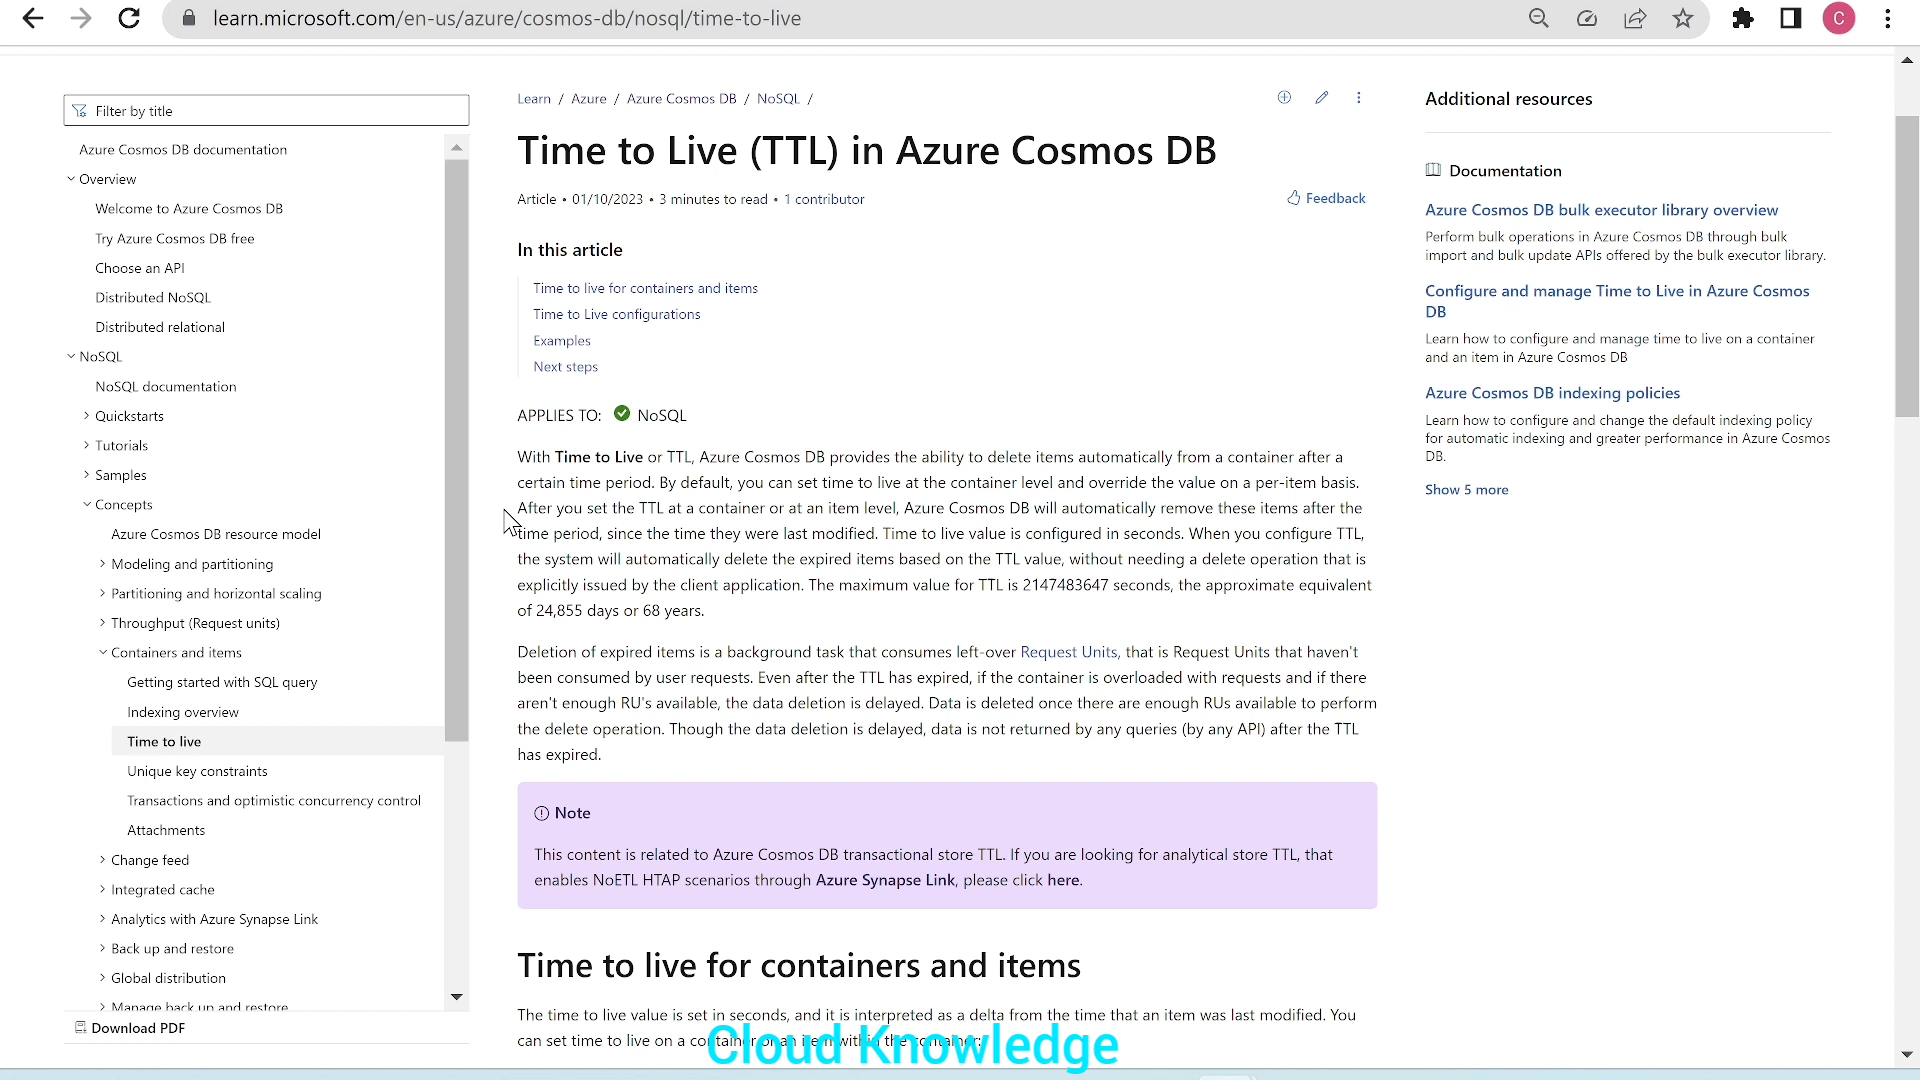 learn.microsoft.com/en-us/azure/cosmos-db/nosql/time-to-live
C
Filter by title
Azure Cosmos DB documentation
Overview
Welcome to Azure Cosmos DB
Try Azure Cosmos DB free
Choose an API
Distributed NoSQL
Distributed relational
NoSQL
NoSQL documentation
Quickstarts
Tutorials
Samples
Concepts
Azure Cosmos DB resource model
Modeling and partitioning
Partitioning and horizontal scaling
Throughput (Request units)
Containers and items
Getting started with SQL query
Indexing overview
Time to live
Unique key constraints
Transactions and optimistic concurrency control
Attachments
Change feed
Integrated cache
Analytics with Azure Synapse Link
Back up and restore
Global distribution
Manage back up and restore
Download PDF
Learn / Azure / Azure Cosmos DB / NoSQL /
Time to Live (TTL) in Azure Cosmos DB
Article • 01/10/2023 • 3 minutes to read • 1 contributor
Feedback
In this article
Time to live for containers and items
Time to Live configurations
Examples
Next steps
APPLIES TO: NoSQL
With Time to Live or TTL, Azure Cosmos DB provides the ability to delete items automatically from a container after a
certain time period. By default, you can set time to live at the container level and override the value on a per-item basis.
After you set the TTL at a container or at an item level, Azure Cosmos DB will automatically remove these items after the
time period, since the time they were last modified. Time to live value is configured in seconds. When you configure TTL,
the system will automatically delete the expired items based on the TTL value, without needing a delete operation that is
explicitly issued by the client application. The maximum value for TTL is 2147483647 seconds, the approximate equivalent
of 24,855 days or 68 years.
Deletion of expired items is a background task that consumes left-over Request Units, that is Request Units that haven't
been consumed by user requests. Even after the TTL has expired, if the container is overloaded with requests and if there
aren't enough RU's available, the data deletion is delayed. Data is deleted once there are enough RUs available to perform
the delete operation. Though the data deletion is delayed, data is not returned by any queries (by any API) after the TTL
has expired.
Note
This content is related to Azure Cosmos DB transactional store TTL. If you are looking for analytical store TTL, that
enables NoETL HTAP scenarios through Azure Synapse Link, please click here.
Time to live for containers and items
The time to live value is set in seconds, and it is interpreted as a delta from the time that an item was last modified. You
can set time to live on a container or an item within the container:
Cloud Knowledge
Additional resources
Documentation
Azure Cosmos DB bulk executor library overview
Perform bulk operations in Azure Cosmos DB through bulk
import and bulk update APIs offered by the bulk executor library.
Configure and manage Time to Live in Azure Cosmos
DB
Learn how to configure and manage time to live on a container
and an item in Azure Cosmos DB
Azure Cosmos DB indexing policies
Learn how to configure and change the default indexing policy
for automatic indexing and greater performance in Azure Cosmos
DB.
Show 5 more